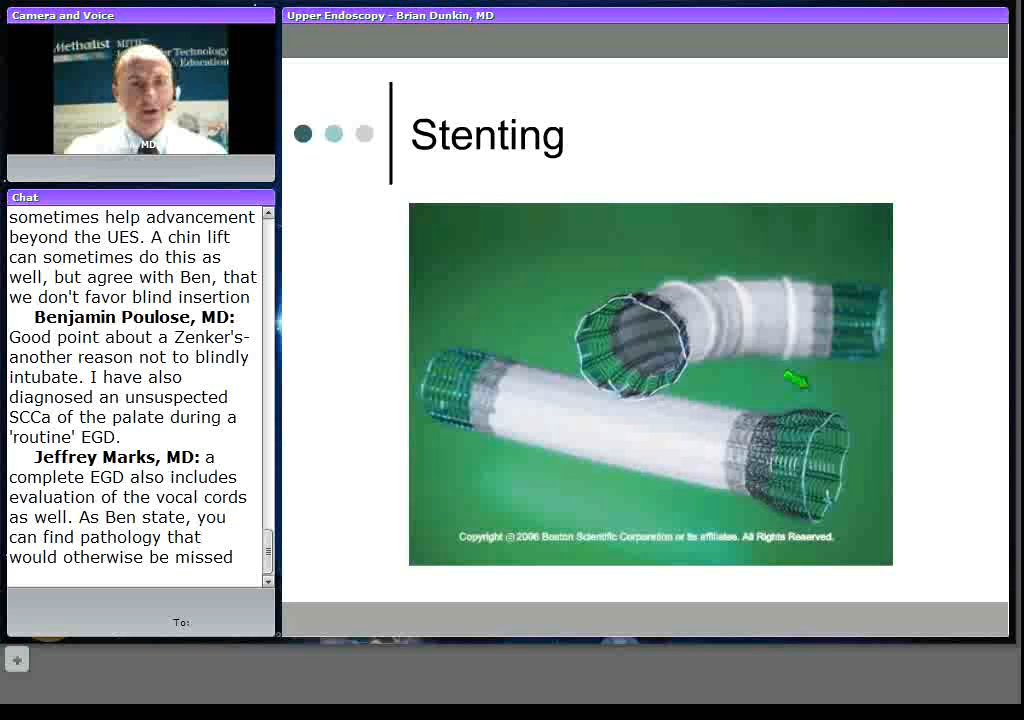 Camera and Voice
Methodist
Technology
Education
MD
Chat
sometimes help advancement
beyond the UES. A chin lift
can sometimes do this as
well, but agree with Ben, that
we don't favor blind insertion
Benjamin Poulose, MD:
Good point about a Zenker's-
another reason not to blindly
intubate. I have also
diagnosed an unsuspected
SCCa of the palate during a
'routine' EGD.
Jeffrey Marks, MD: a
complete EGD also includes
evaluation of the vocal cords
as well. As Ben state, you
can find pathology that
would otherwise be missed
To:
Upper Endoscopy - Brian Dunkin, MD
Stenting
Copyright @ 2006 Boston Scientific Corporation or its affiliates. All Rights Reserved.